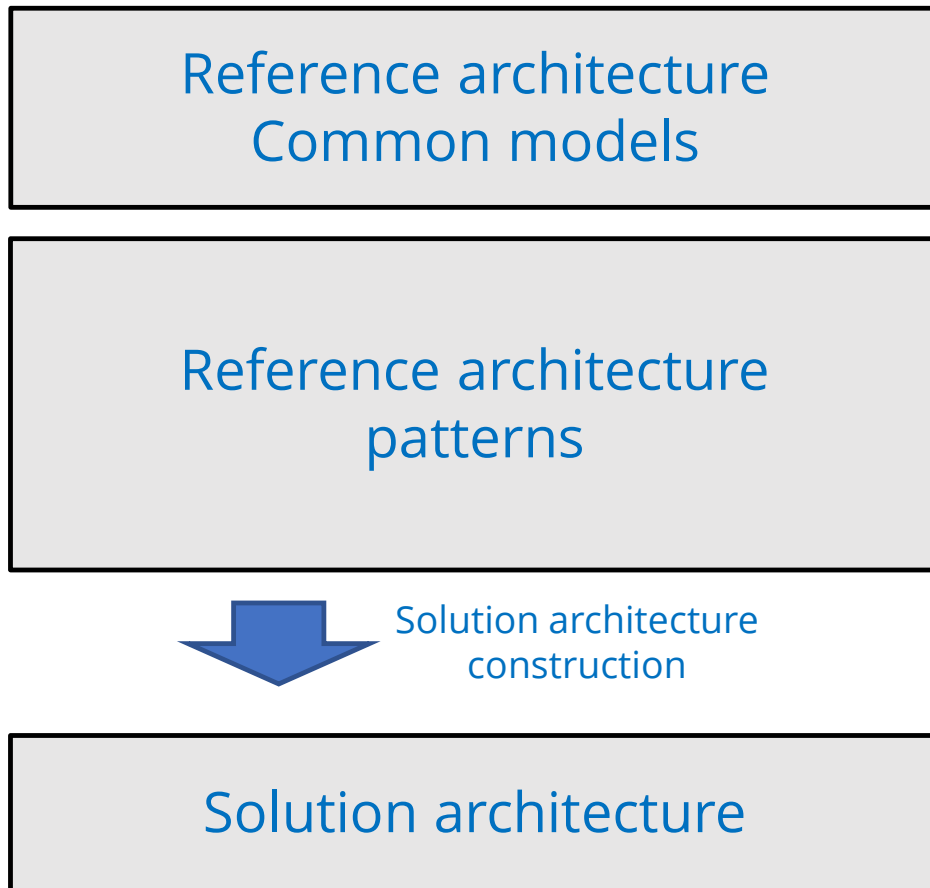 Reference architecture
Common models
Reference architecture
patterns
Solution architecture
construction
Solution architecture